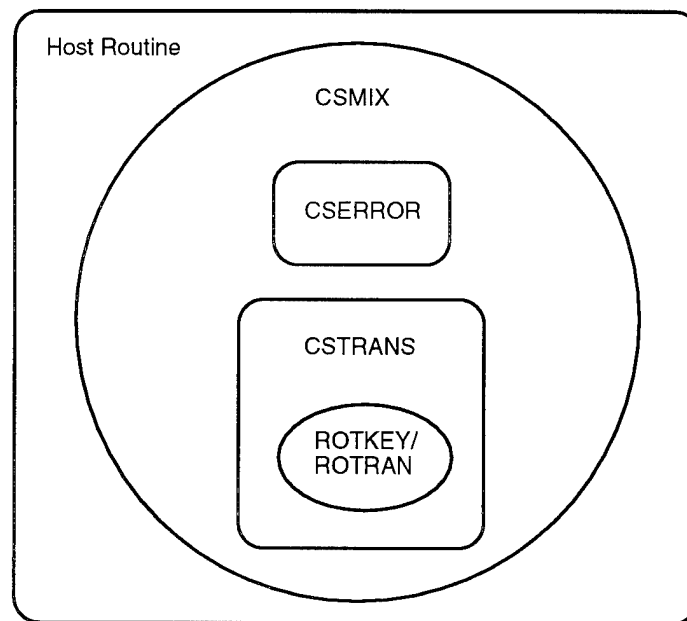 Host Routine
CSMIX
CSERROR
CSTRANS
ROTKEY/
ROTRAN